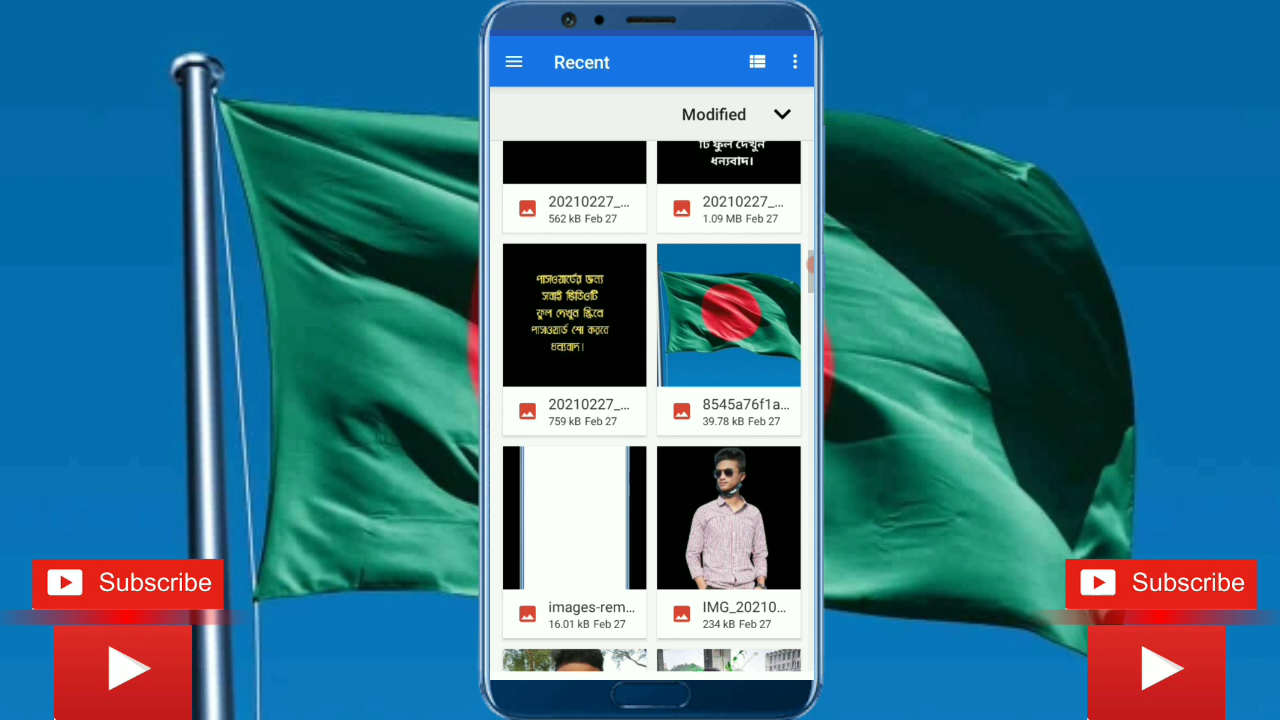 Recent
Modified
টি ফুল দেখুন
ধন্যবাদ।
20210227_...
562 kB Feb 27
20210227_...
1.09 MB Feb 27
পাসওয়ার্ডের জন্য
সবাই ভিডিওটি
ফুল দেখুন স্ক্রিনে
পাসওয়ার্ড শো করবে
ধন্যবাদ।
20210227_...
759 kB Feb 27
8545a76f1a...
39.78 kB Feb 27
images-rem...
16.01 kB Feb 27
IMG_20210...
234 kB Feb 27
Subscribe
Subscribe